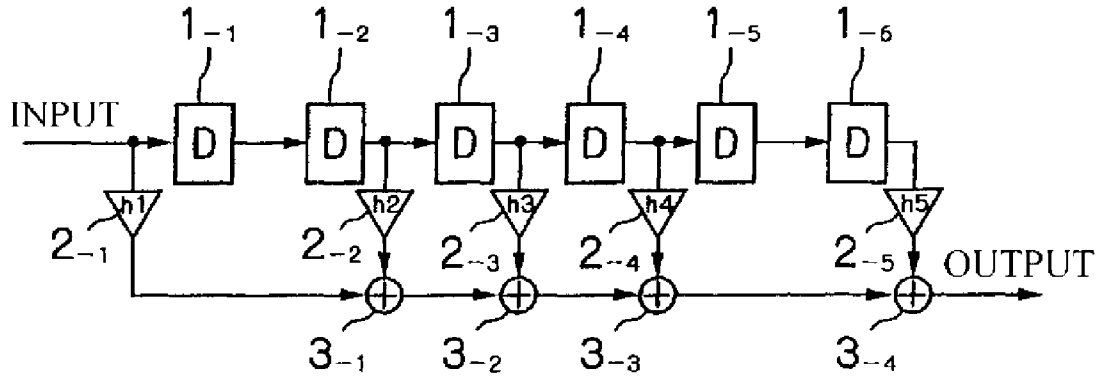 1-1 1-2 1-3 1-4 1-5 1-6
INPUT
D D D D D D
h1 h2 h3 h4 h5
2-1 2-2 2-3 2-4 2-5
OUTPUT
3-1 3-2 3-3 3-4